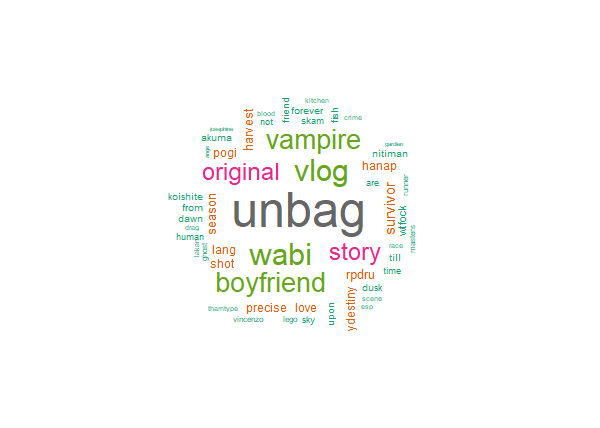 kitchen
blood
friend
forever
fish
crime
josephine
harvest
not
skam
akuma
vampire
pogi
nitiman
original
vlog
hanap
are
runner
koishite
season
unbag
survivor
from
dawn
wtfock
drag
human
ghost
lang
wabi
story
race
masters
till
shot
boyfriend
rpdru
time
dusk
scene
thamtype
precise
love
upon
ydestiny
esp
vincenzo
lego
sky